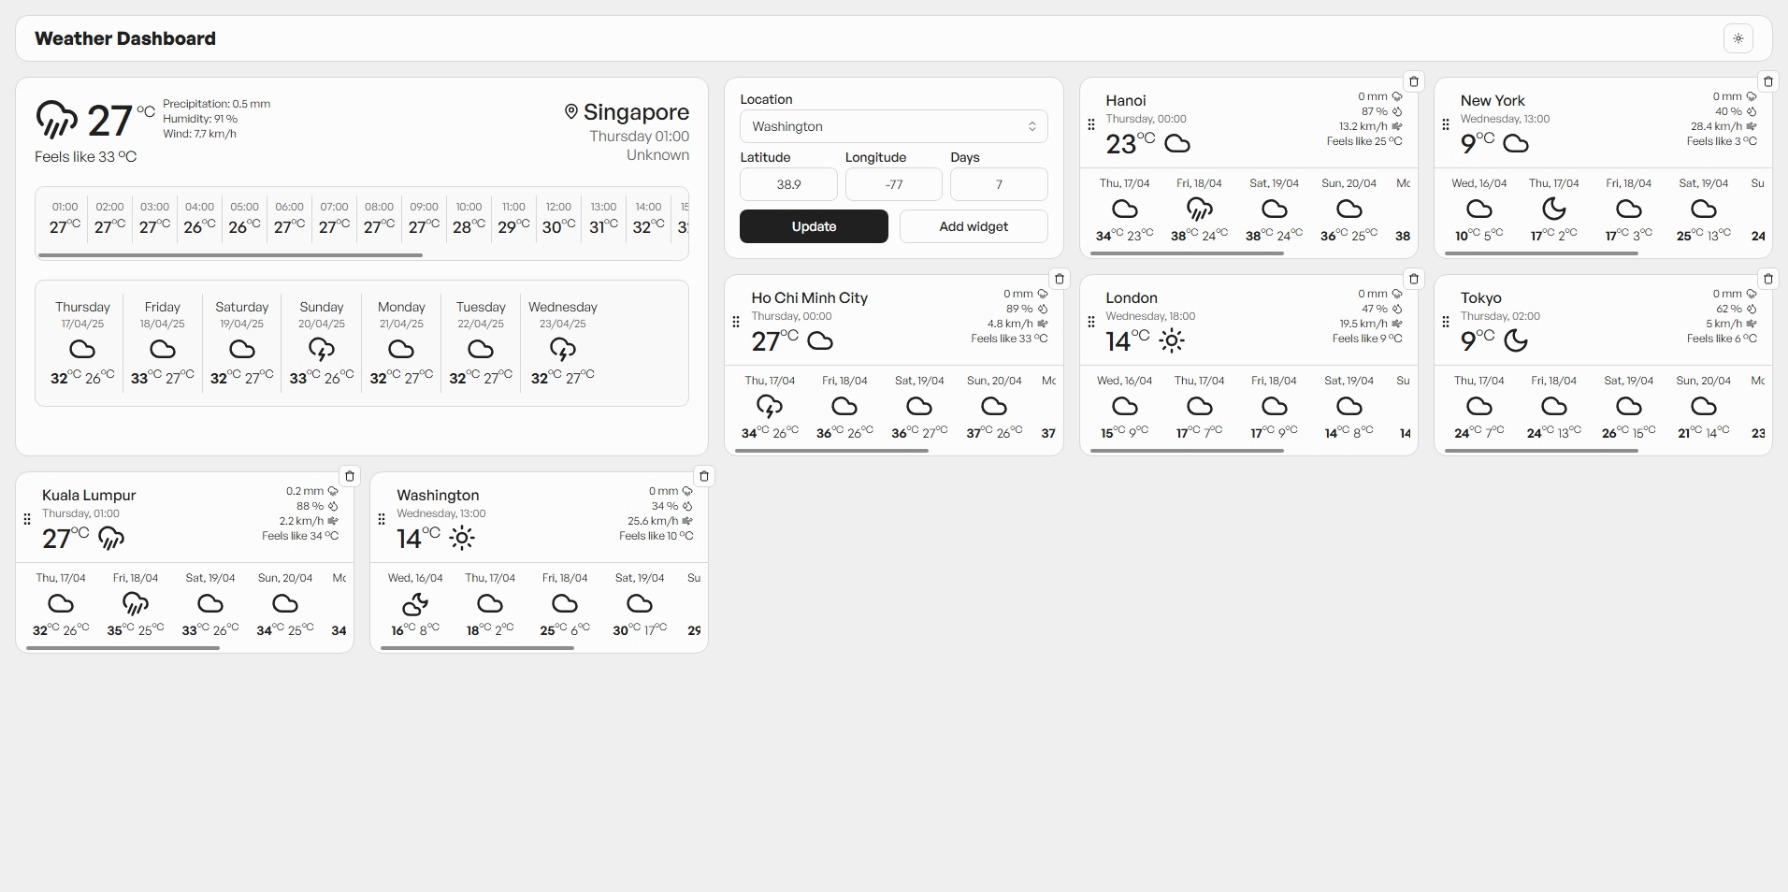 Weather Dashboard
27 °C
Precipitation: 0.5 mm
Humidity: 91 %
Wind: 7.7 km/h
Feels like 33 °C
Singapore
Thursday 01:00
Unknown
01:00 02:00 03:00 04:00 05:00 06:00 07:00 08:00 09:00 10:00 11:00 12:00 13:00 14:00
27°C 27°C 27°C 26°C 26°C 27°C 27°C 27°C 27°C 28°C 29°C 30°C 31°C 32°C
Thursday Friday Saturday Sunday Monday Tuesday Wednesday
17/04/25 18/04/25 19/04/25 20/04/25 21/04/25 22/04/25 23/04/25
32°C 26°C 33°C 27°C 32°C 27°C 33°C 26°C 32°C 27°C 32°C 27°C 32°C 27°C
Location
Washington
Latitude Longitude Days
38.9 -77 7
Update Add widget
Hanoi
Thursday, 00:00
23°C
0 mm
87 %
13.2 km/h
Feels like 25 °C
Thu, 17/04 Fri, 18/04 Sat, 19/04 Sun, 20/04
34°C 23°C 38°C 24°C 38°C 24°C 36°C 25°C 38
New York
Wednesday, 13:00
9°C
0 mm
40 %
28.4 km/h
Feels like 3 °C
Wed, 16/04 Thu, 17/04 Fri, 18/04 Sat, 19/04 Su
10°C 5°C 17°C 2°C 17°C 3°C 25°C 13°C 24
Ho Chi Minh City
Thursday, 00:00
27°C
0 mm
89 %
4.8 km/h
Feels like 33 °C
Thu, 17/04 Fri, 18/04 Sat, 19/04 Sun, 20/04
34°C 26°C 36°C 26°C 36°C 27°C 37°C 26°C 37
London
Wednesday, 18:00
14°C
0 mm
47 %
19.5 km/h
Feels like 9 °C
Wed, 16/04 Thu, 17/04 Fri, 18/04 Sat, 19/04 Su
15°C 9°C 17°C 7°C 17°C 9°C 14°C 8°C 14
Tokyo
Thursday, 02:00
9°C
0 mm
62 %
5 km/h
Feels like 6 °C
Thu, 17/04 Fri, 18/04 Sat, 19/04 Sun, 20/04
24°C 7°C 24°C 13°C 26°C 15°C 21°C 14°C 23
Kuala Lumpur
Thursday, 01:00
27°C
0.2 mm
88 %
2.2 km/h
Feels like 34 °C
Thu, 17/04 Fri, 18/04 Sat, 19/04 Sun, 20/04
32°C 26°C 35°C 25°C 33°C 26°C 34°C 25°C 34
Washington
Wednesday, 13:00
14°C
0 mm
34 %
25.6 km/h
Feels like 10 °C
Wed, 16/04 Thu, 17/04 Fri, 18/04 Sat, 19/04 Su
16°C 8°C 18°C 2°C 25°C 6°C 30°C 17°C 29